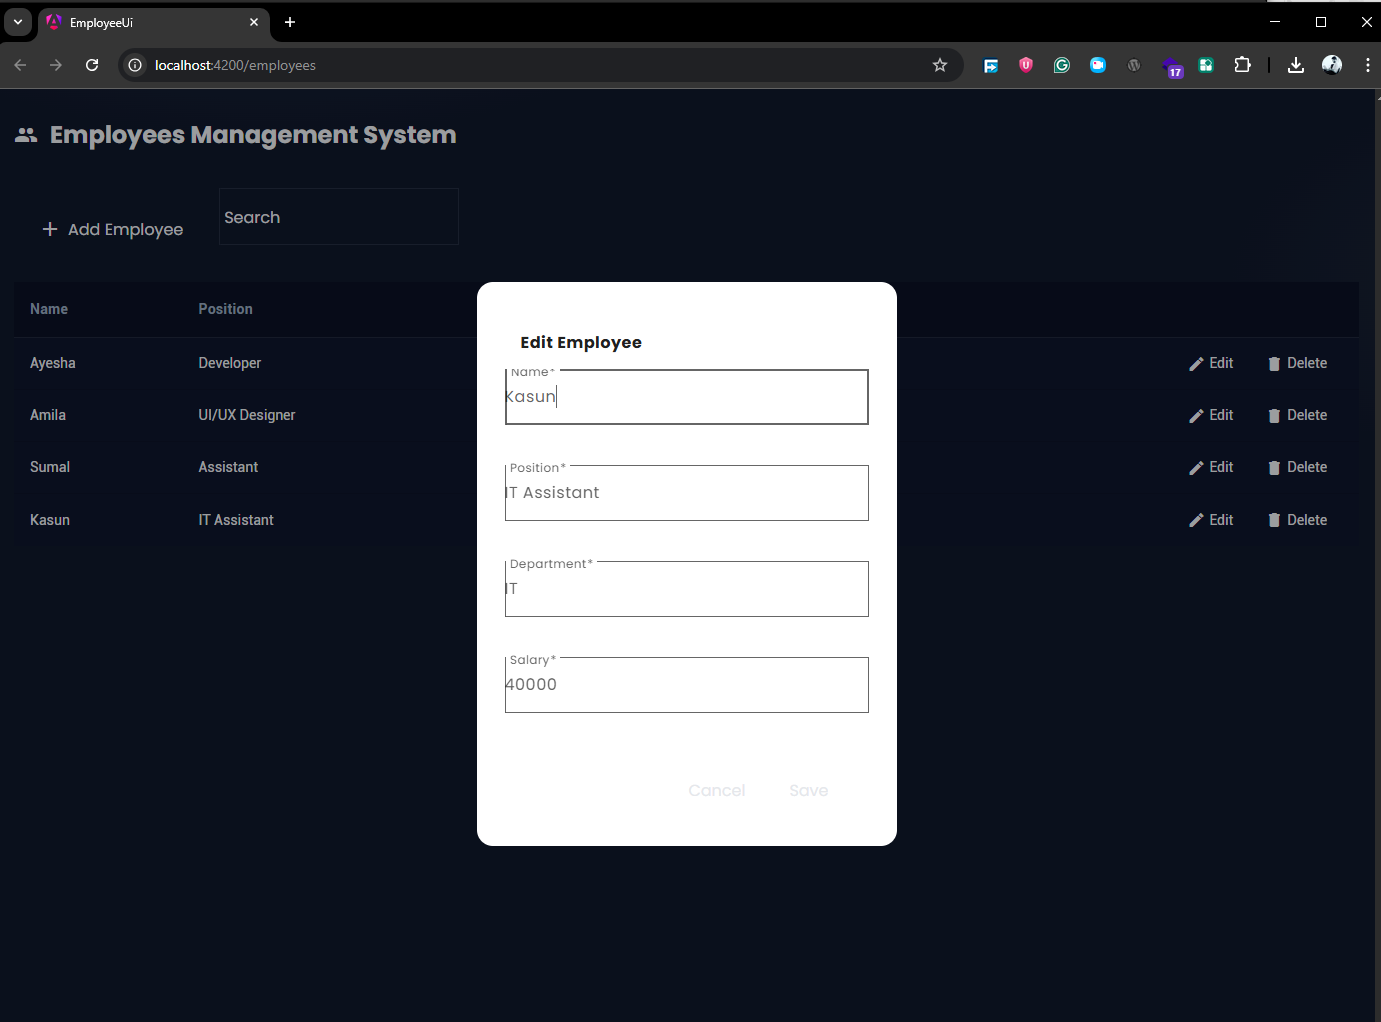 EmployeeUi
localhost:4200/employees
17
Employees Management System
Add Employee
Search
Name Position
Ayesha Developer Edit Delete
Amila UI/UX Designer Edit Delete
Sumal Assistant Edit Delete
Kasun IT Assistant Edit Delete
Edit Employee
Name*
Kasun
Position*
IT Assistant
Department*
IT
Salary*
40000
Cancel Save